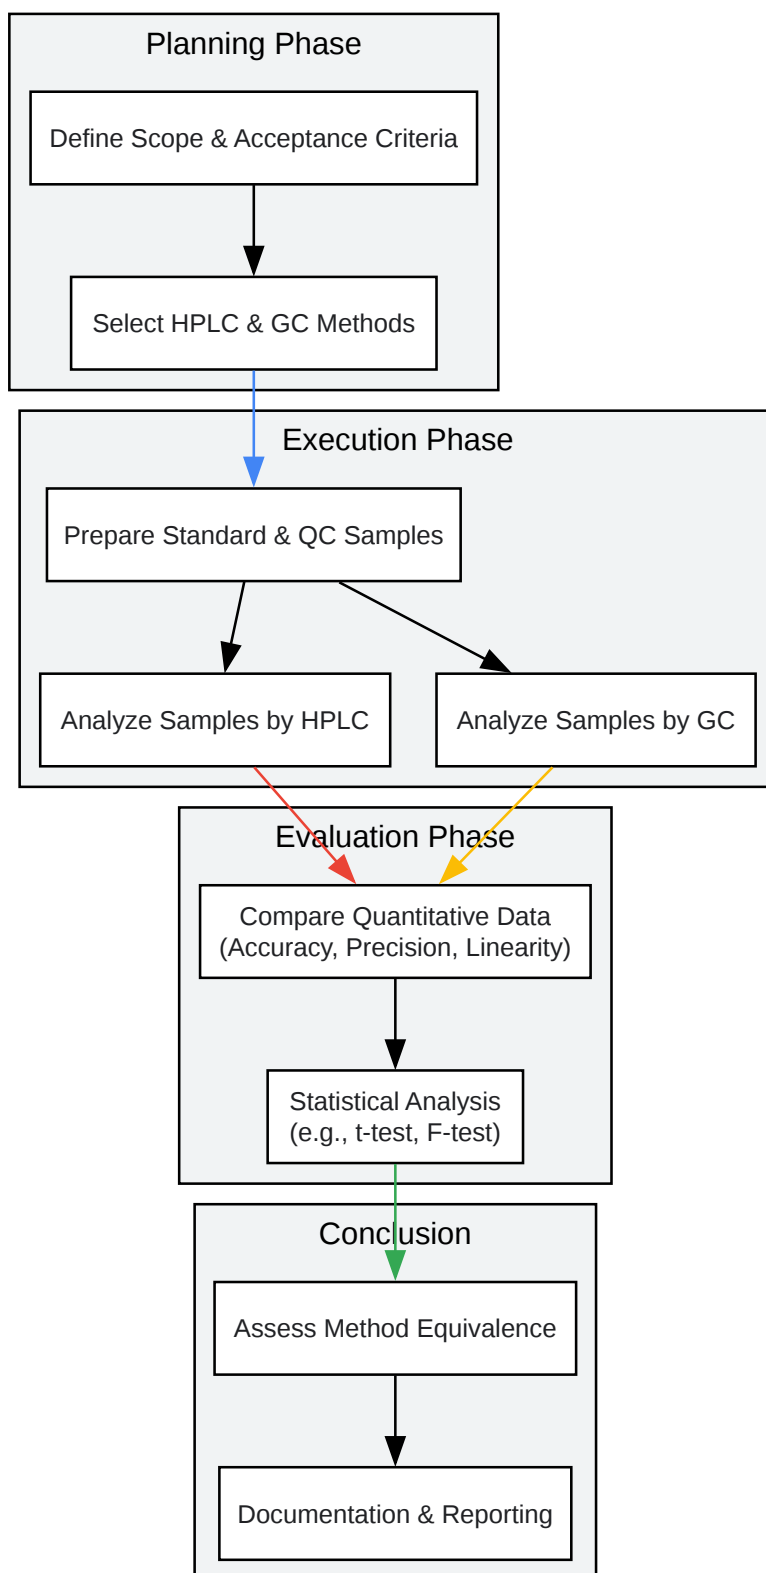 Planning Phase
Define Scope & Acceptance Criteria
Select HPLC & GC Methods
Execution Phase
Prepare Standard & QC Samples
Analyze Samples by HPLC
Analyze Samples by GC
Evaluation Phase
Compare Quantitative Data
(Accuracy, Precision, Linearity)
Statistical Analysis
(e.g., t-test, F-test)
Conclusion
Assess Method Equivalence
Documentation & Reporting